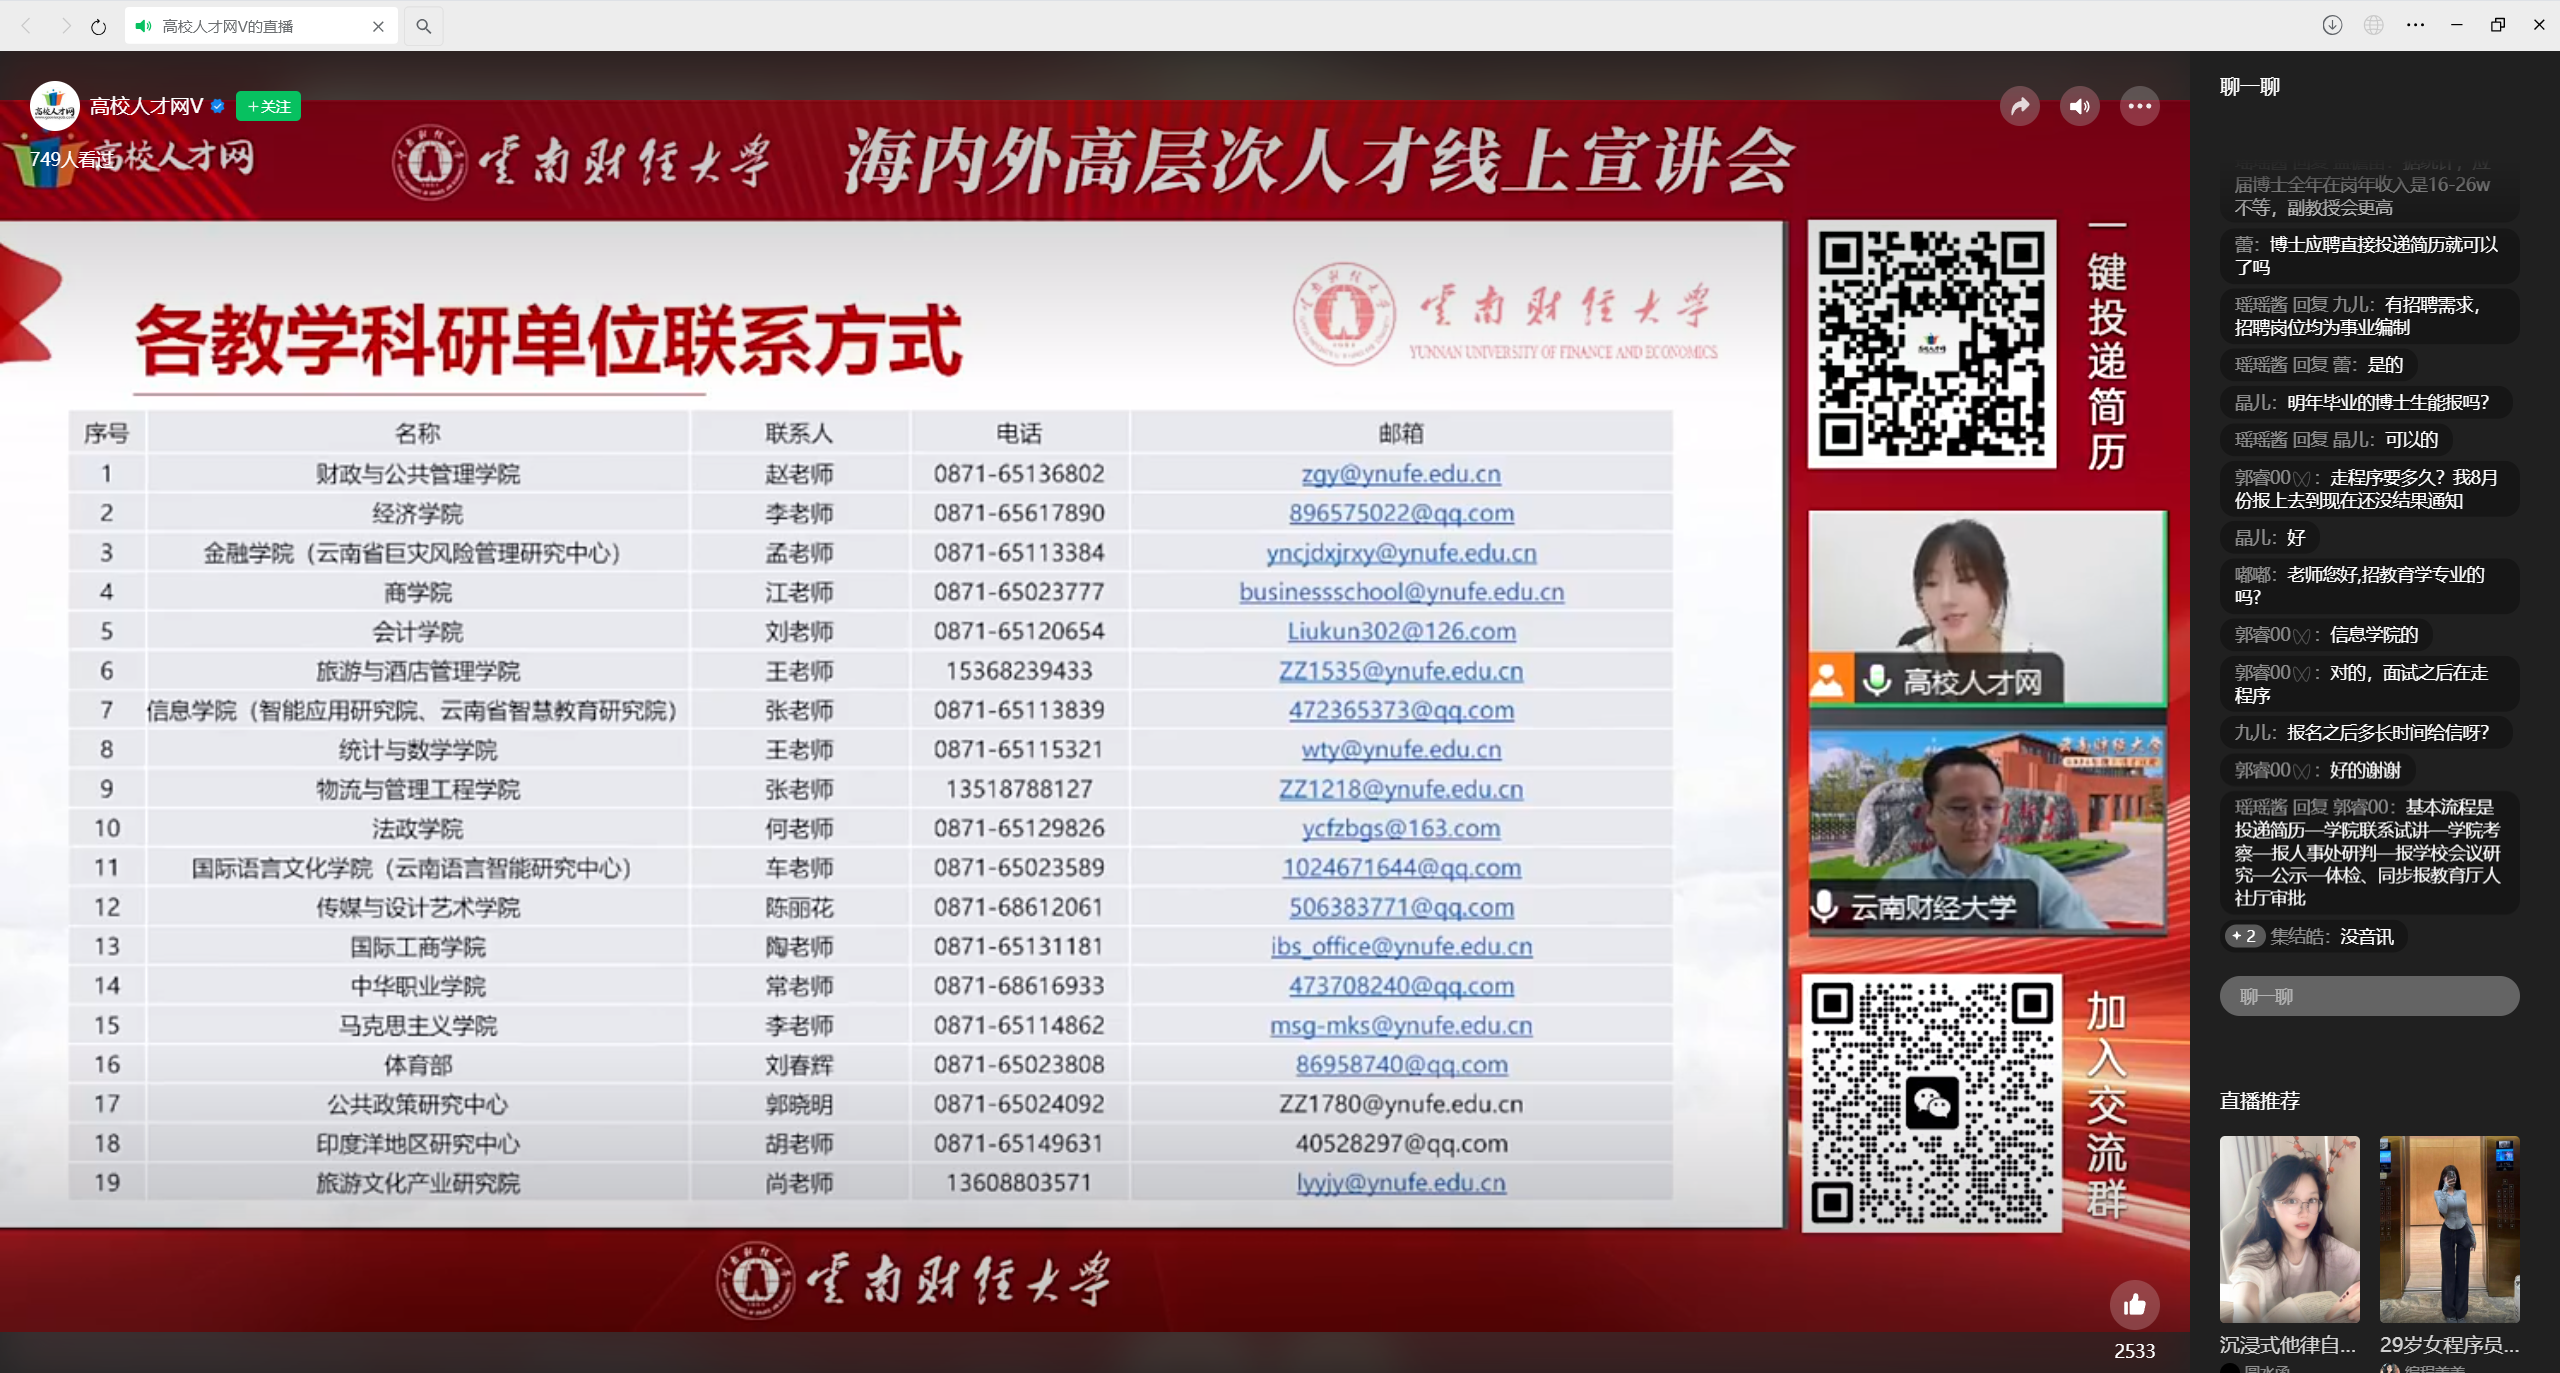 高校人才网V的直播
高校人才网V
+关注
749人看过
高校人才网
云南财经大学
海内外高层次人才线上宣讲会
各教学科研单位联系方式
云南财经大学
YUNNAN UNIVERSITY OF FINANCE AND ECONOMICS
序号 名称 联系人 电话 邮箱
1 财政与公共管理学院 赵老师 0871-65136802 zgy@ynufe.edu.cn
2 经济学院 李老师 0871-65617890 896575022@qq.com
3 金融学院（云南省巨灾风险管理研究中心） 孟老师 0871-65113384 yncjdxjrxy@ynufe.edu.cn
4 商学院 江老师 0871-65023777 businessschool@ynufe.edu.cn
5 会计学院 刘老师 0871-65120654 Liukun302@126.com
6 旅游与酒店管理学院 王老师 15368239433 ZZ1535@ynufe.edu.cn
7 信息学院（智能应用研究院、云南省智慧教育研究院） 张老师 0871-65113839 472365373@qq.com
8 统计与数学学院 王老师 0871-65115321 wty@ynufe.edu.cn
9 物流与管理工程学院 张老师 13518788127 ZZ1218@ynufe.edu.cn
10 法政学院 何老师 0871-65129826 ycfzbgs@163.com
11 国际语言文化学院（云南语言智能研究中心） 车老师 0871-65023589 1024671644@qq.com
12 传媒与设计艺术学院 陈丽花 0871-68612061 506383771@qq.com
13 国际工商学院 陶老师 0871-65131181 ibs_office@ynufe.edu.cn
14 中华职业学院 常老师 0871-68616933 473708240@qq.com
15 马克思主义学院 李老师 0871-65114862 msg-mks@ynufe.edu.cn
16 体育部 刘春辉 0871-65023808 86958740@qq.com
17 公共政策研究中心 郭晓明 0871-65024092 ZZ1780@ynufe.edu.cn
18 印度洋地区研究中心 胡老师 0871-65149631 40528297@qq.com
19 旅游文化产业研究院 尚老师 13608803571 lyyjy@ynufe.edu.cn
云南财经大学
一键投递简历
高校人才网
云南财经大学
加入交流群
2533
聊一聊
届博士全年在岗年收入是16-26w
不等，副教授会更高
蕾：博士应聘直接投递简历就可以
了吗
瑶瑶酱 回复 九儿：有招聘需求，
招聘岗位均为事业编制
瑶瑶酱 回复 蕾：是的
晶儿：明年毕业的博士生能报吗？
瑶瑶酱 回复 晶儿：可以的
郭睿00：走程序要多久？我8月
份报上去到现在还没结果通知
晶儿：好
嘟嘟：老师您好,招教育学专业的
吗？
郭睿00：信息学院的
郭睿00：对的，面试之后在走
程序
九儿：报名之后多长时间给信呀？
郭睿00：好的谢谢
瑶瑶酱 回复 郭睿00：基本流程是
投递简历—学院联系试讲—学院考
察—报人事处研判—报学校会议研
究—公示—体检、同步报教育厅人
社厅审批
2 集结皓：没音讯
聊一聊
直播推荐
沉浸式他律自...
29岁女程序员...